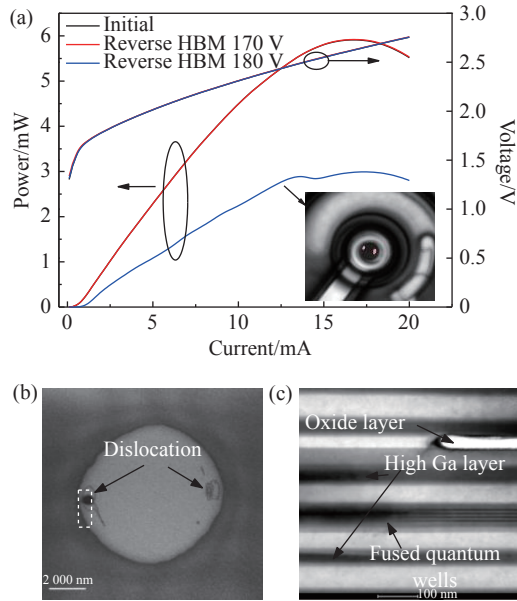 (a)
Initial
Reverse HBM 170 V
Reverse HBM 180 V
6
5
4
3
2
1
0
Power/mW
3.0
2.5
2.0
1.5
1.0
0.5
0
Voltage/V
0
5
10
15
20
Current/mA
(b)
Dislocation
2 000 nm
(c)
Oxide layer
High Ga layer
Fused quantum
wells
100 nm